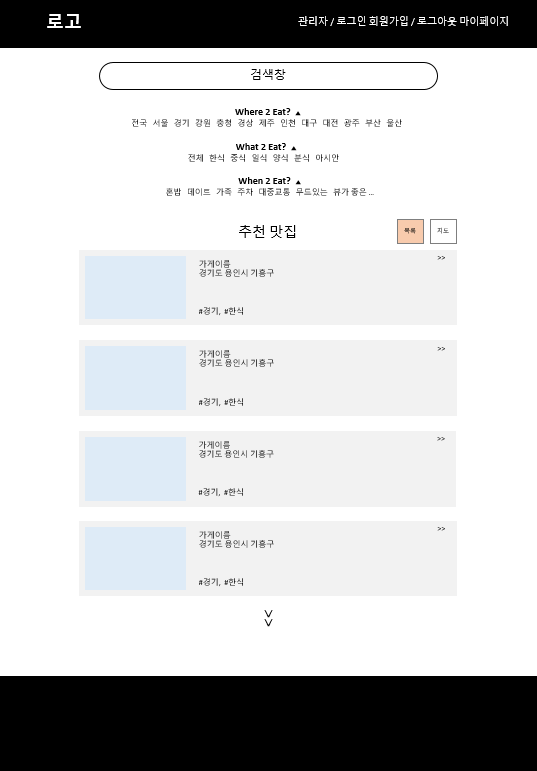 로고
관리자 / 로그인 회원가입 / 로그아웃 마이페이지
검색창
Where 2 Eat? ▲
전국 서울 경기 강원 충청 경상 제주 인천 대구 대전 광주 부산 울산
What 2 Eat? ▲
전체 한식 중식 일식 양식 분식 아시안
When 2 Eat? ▲
혼밥 데이트 가족 주차 대중교통 무드있는 뷰가 좋은 ...
추천 맛집
목록
지도
가게이름
>>
경기도 용인시 기흥구
#경기, #한식
가게이름
>>
경기도 용인시 기흥구
#경기, #한식
가게이름
>>
경기도 용인시 기흥구
#경기, #한식
가게이름
>>
경기도 용인시 기흥구
#경기, #한식